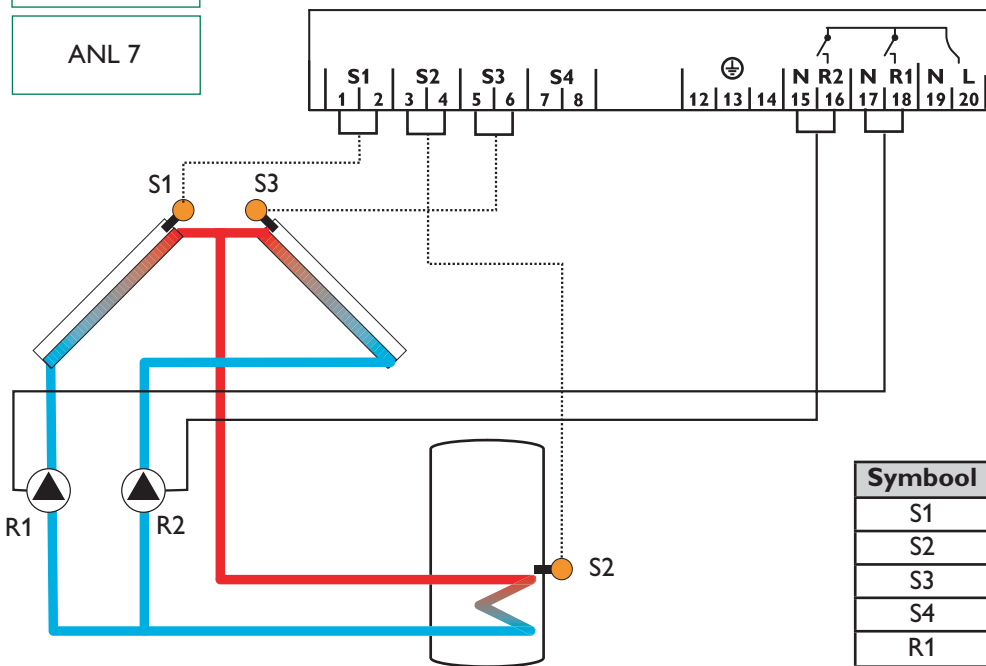 ANL 7
S1 S2 S3 S4 N R2 N R1 N L
1 2 3 4 5 6 7 8 12 13 14 15 16 17 18 19 20
S1 S3
R1 R2
S2
Symbool
S1
S2
S3
S4
R1